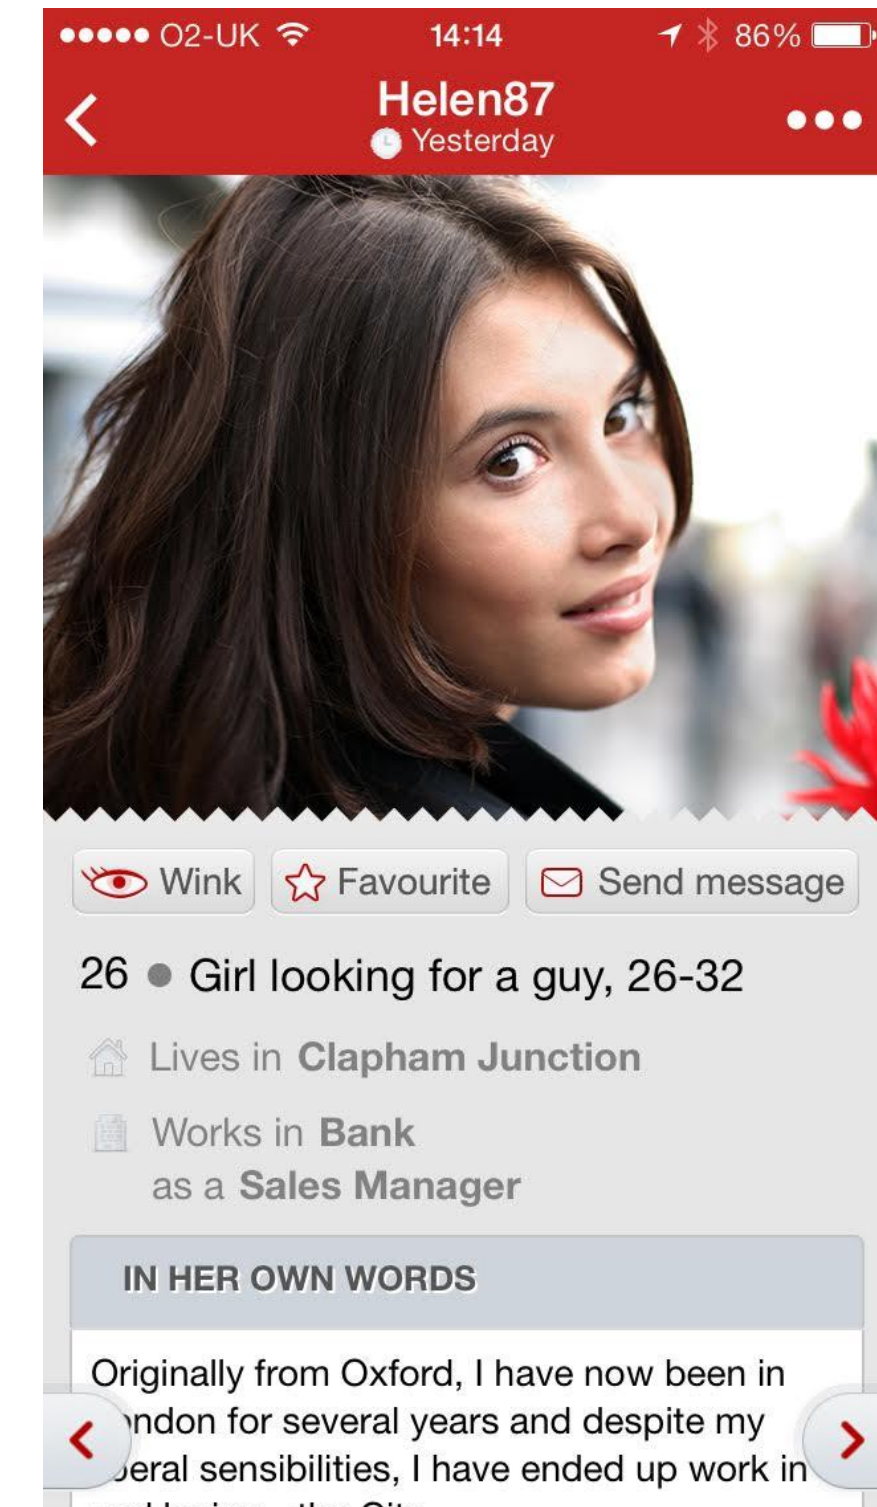 O2-UK 14:14 86%
Helen87
Yesterday
Wink Favourite Send message
26 • Girl looking for a guy, 26-32
Lives in Clapham Junction
Works in Bank
as a Sales Manager
IN HER OWN WORDS
Originally from Oxford, I have now been in
ndon for several years and despite my
eral sensibilities, I have ended up work in